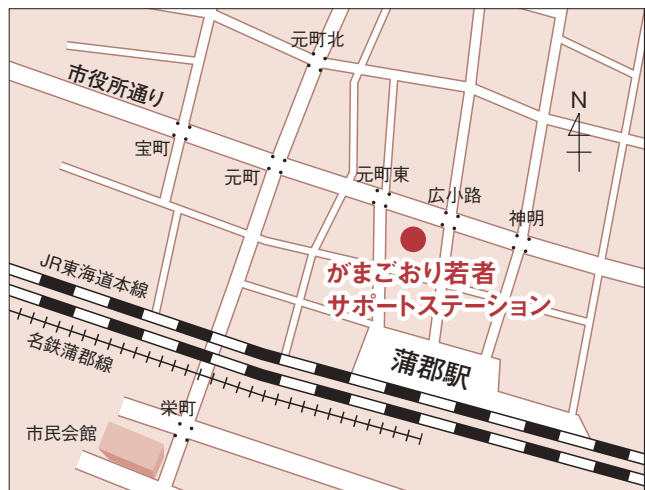 元町北
市役所通り
N
宝町
元町
元町東
広小路
神明
がまごおり若者
サポートステーション
JR東海道本線
名鉄蒲郡線
蒲郡駅
栄町
市民会館